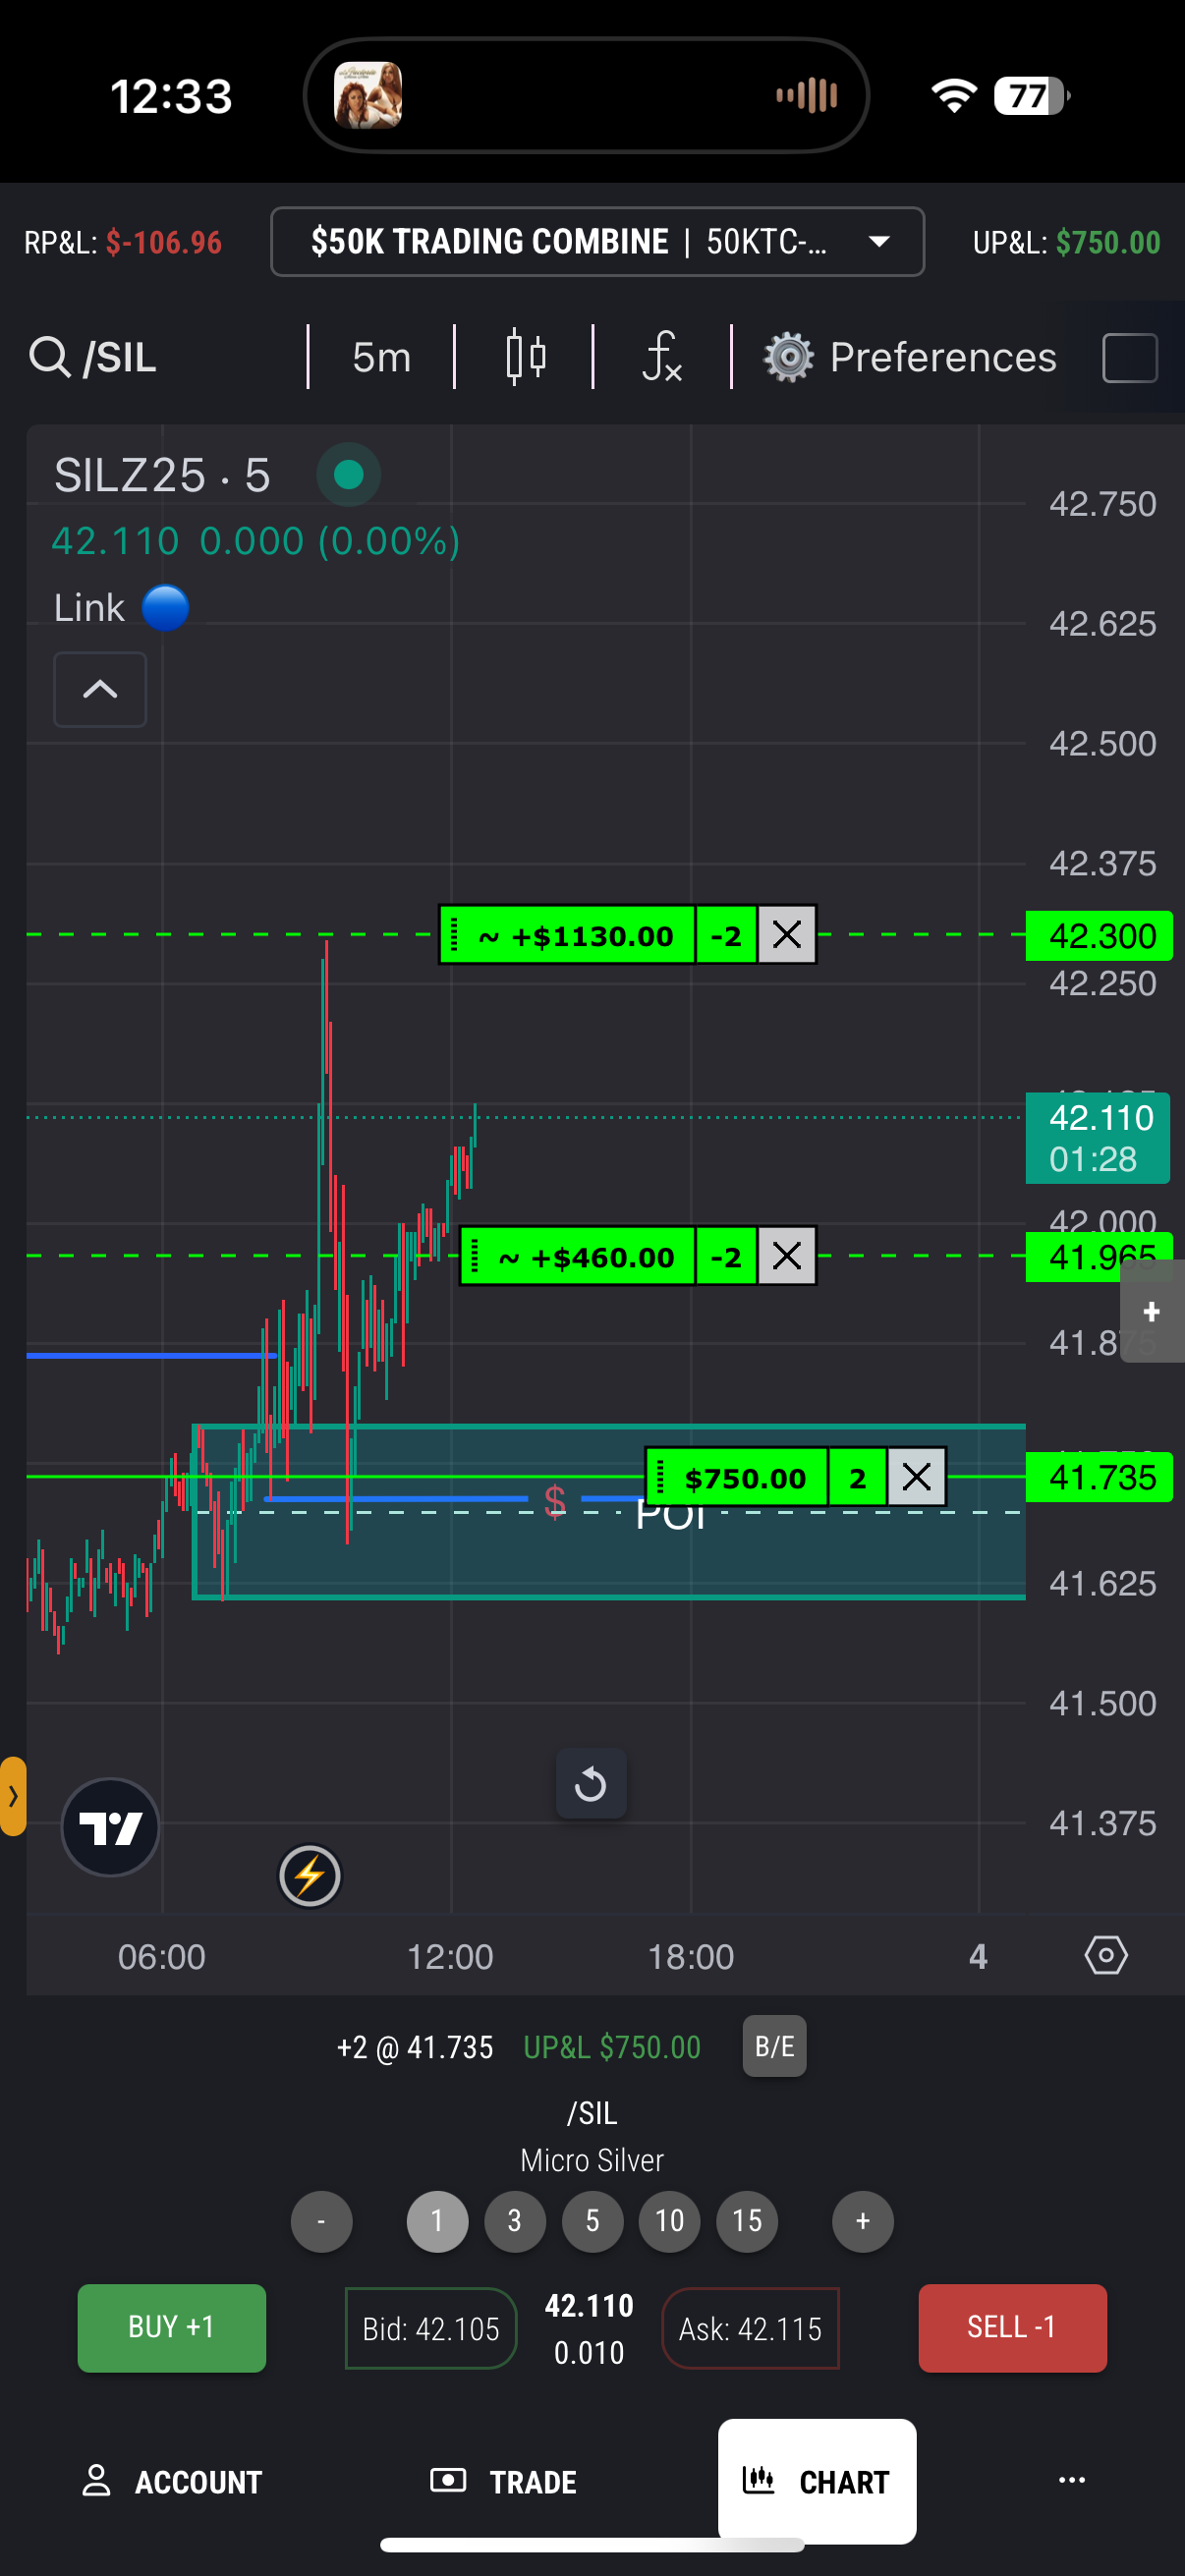 12:33
77
RP&L: $-106.96
$50K TRADING COMBINE | 50KTC-...
UP&L: $750.00
/SIL
5m
Preferences
SILZ25 · 5
42.110 0.000 (0.00%)
Link
42.750
42.625
42.500
42.375
~ +$1130.00 -2
42.300
42.250
42.110
01:28
42.000
~ +$460.00 -2
41.965
+
41.875
$750.00 2
41.735
$
POI
41.625
41.500
41.375
06:00 12:00 18:00 4
+2 @ 41.735 UP&L $750.00 B/E
/SIL
Micro Silver
- 1 3 5 10 15 +
BUY +1
Bid: 42.105
42.110
0.010
Ask: 42.115
SELL -1
ACCOUNT
TRADE
CHART
...